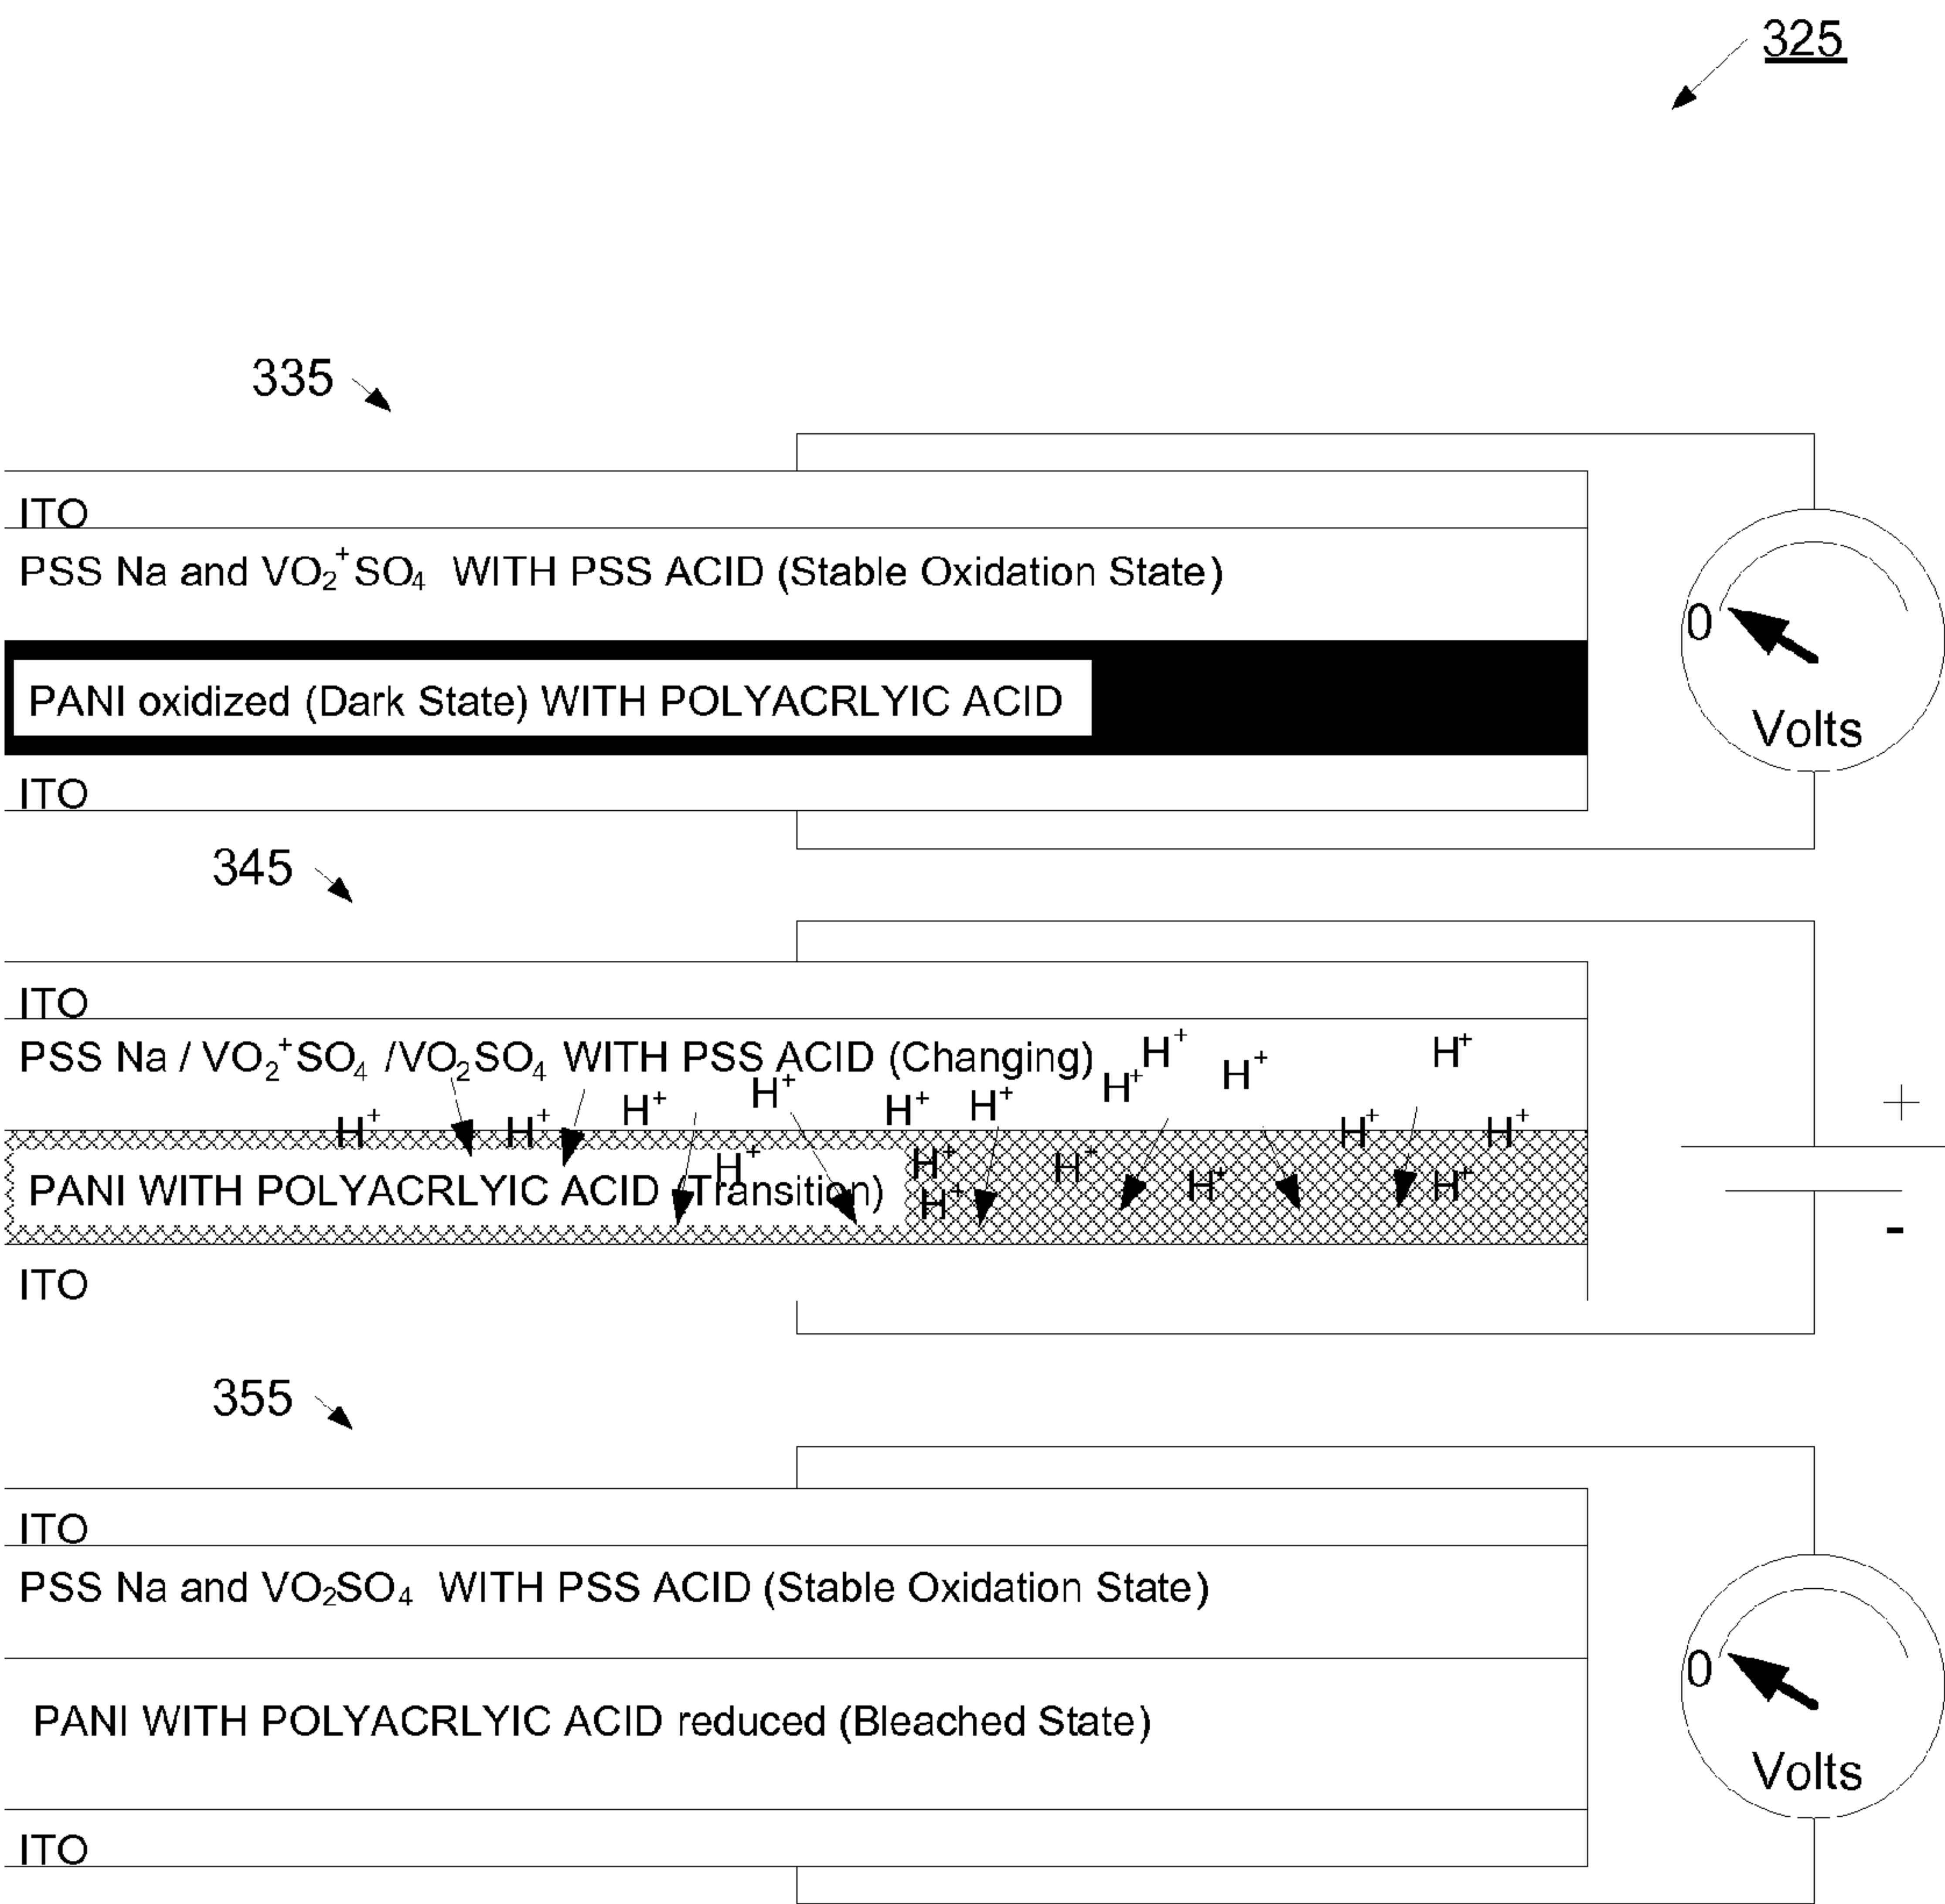 325
335
ITO
PSS Na and VO₂⁺SO₄ WITH PSS ACID (Stable Oxidation State)
0
PANI oxidized (Dark State) WITH POLYACRLYIC ACID
Volts
ITO
345
ITO
PSS Na / VO₂⁺SO₄ /VO₂SO₄ WITH PSS ACID (Changing)
H⁺ H⁺ H⁺
H⁺ H⁺
H⁺ H⁺ H⁺
H⁺ H⁺ H⁺ H⁺
+
H⁺ H⁺ H⁺
PANI WITH POLYACRLYIC ACID (Transition)
H⁺ H⁺ H⁺
-
ITO
355
ITO
PSS Na and VO₂SO₄ WITH PSS ACID (Stable Oxidation State)
0
PANI WITH POLYACRLYIC ACID reduced (Bleached State)
Volts
ITO